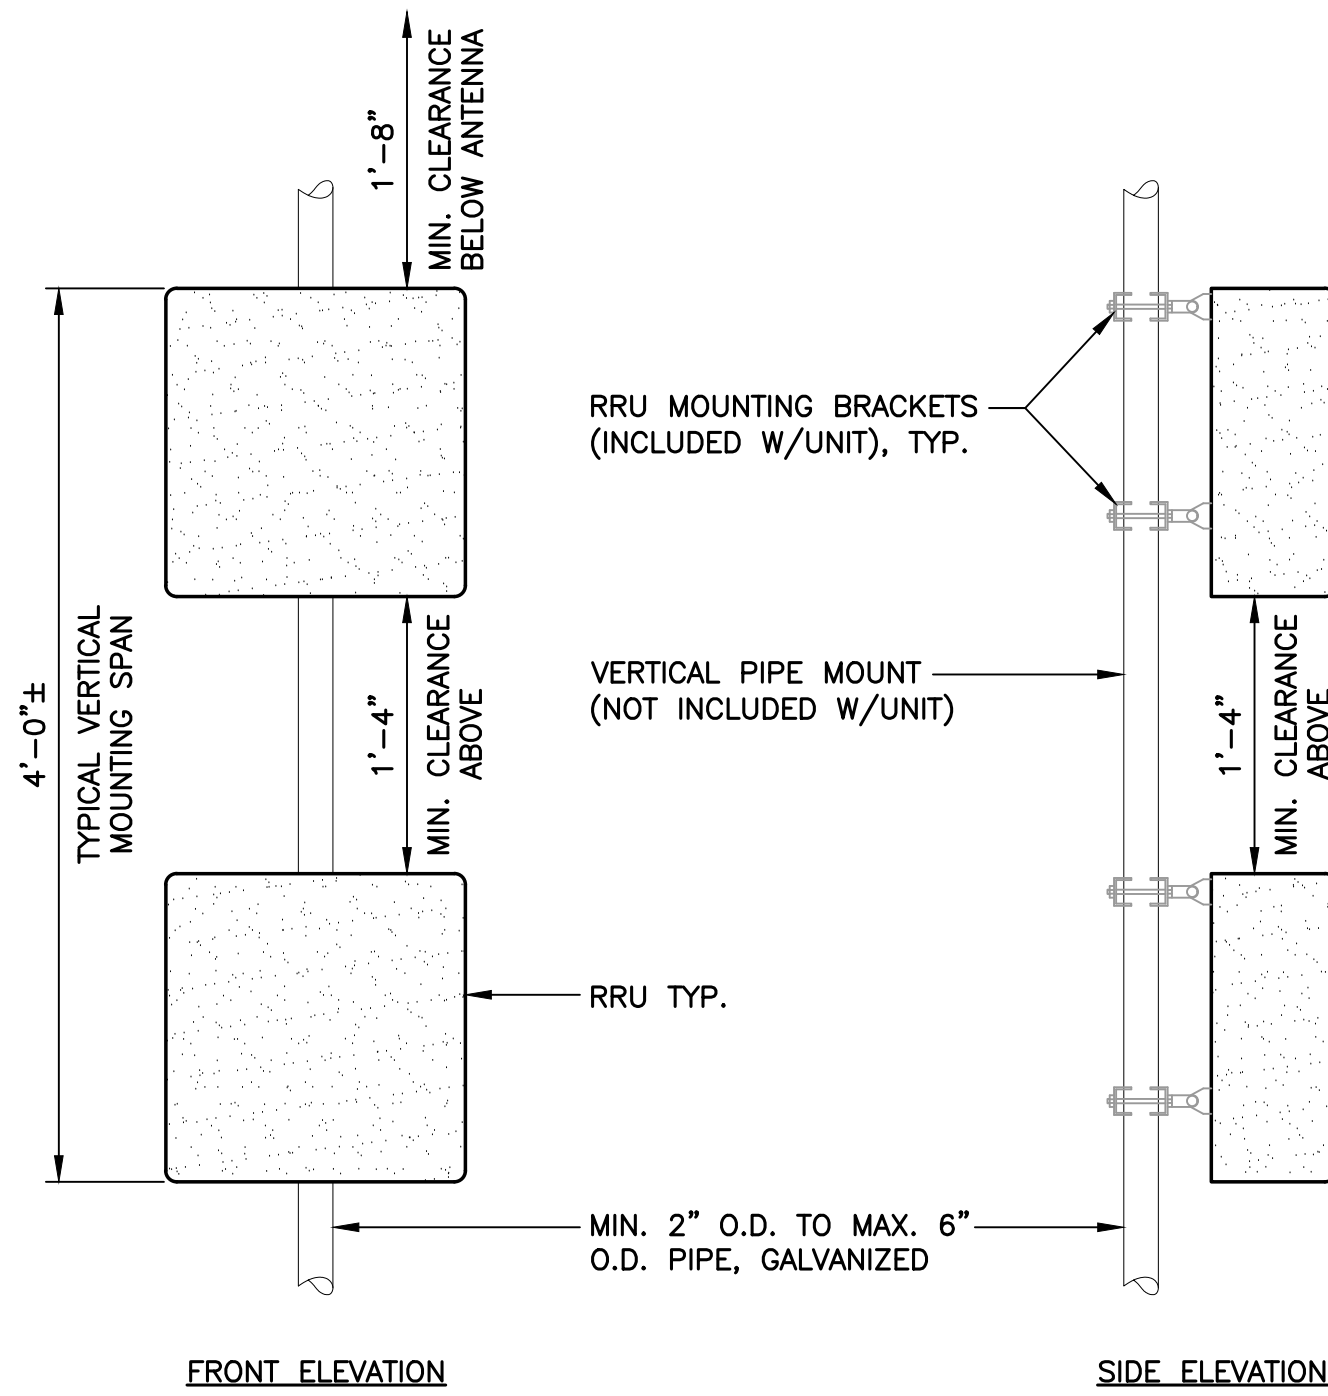 1'-8"
MIN. CLEARANCE
BELOW ANTENNA
4'-0"±
TYPICAL VERTICAL
MOUNTING SPAN
1'-4"
MIN. CLEARANCE
ABOVE
RRU MOUNTING BRACKETS
(INCLUDED W/UNIT), TYP.
VERTICAL PIPE MOUNT
(NOT INCLUDED W/UNIT)
1'-4"
MIN. CLEARANCE
ABOVE
RRU TYP.
MIN. 2" O.D. TO MAX. 6"
O.D. PIPE, GALVANIZED
FRONT ELEVATION
SIDE ELEVATION